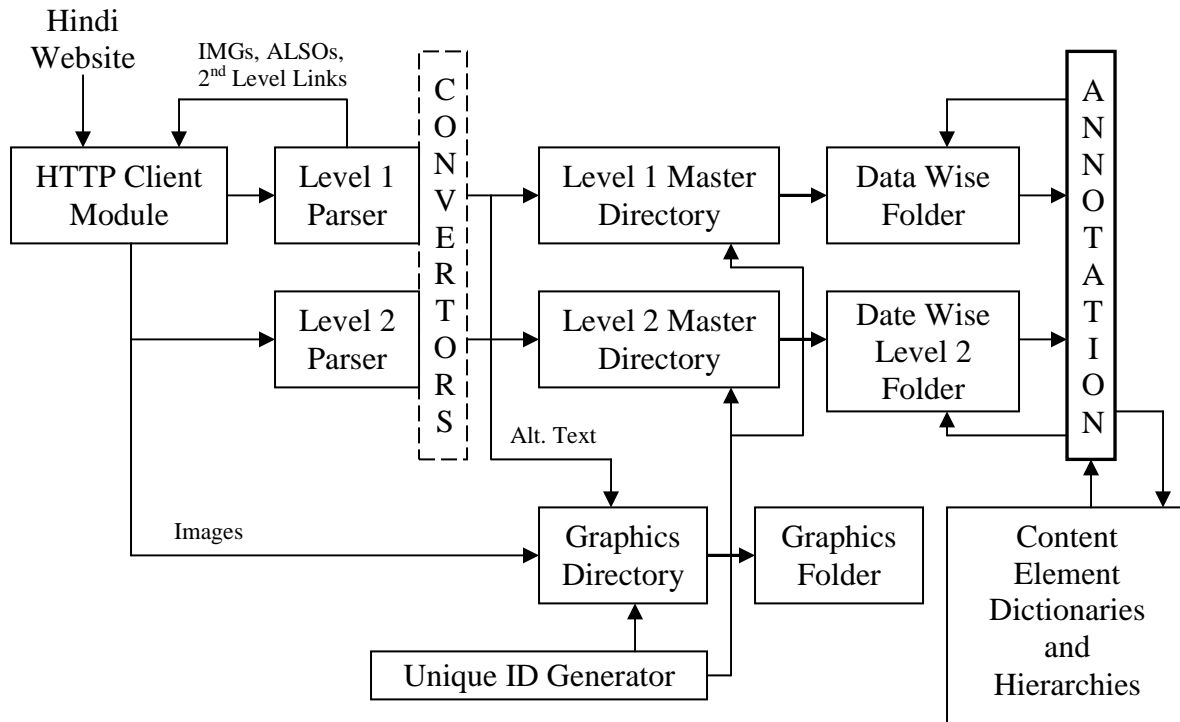 Hindi
Website
IMGs, ALSOs,
2nd Level Links
C
O
N
V
E
R
T
O
R
S
A
N
N
O
T
A
T
I
O
N
HTTP Client
Module
Level 1
Parser
Level 1 Master
Directory
Data Wise
Folder
Level 2
Parser
Level 2 Master
Directory
Date Wise
Level 2
Folder
Alt. Text
Images
Graphics
Directory
Graphics
Folder
Content
Element
Dictionaries
and
Hierarchies
Unique ID Generator